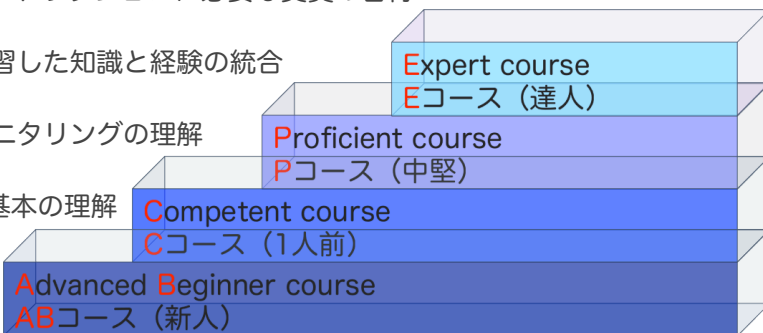 習した知識と経験の統合
Expert course
Eコース（達人）
ニタリングの理解
Proficient course
Pコース（中堅）
基本の理解
Competent course
Cコース（1人前）
Advanced Beginner course
ABコース（新人）